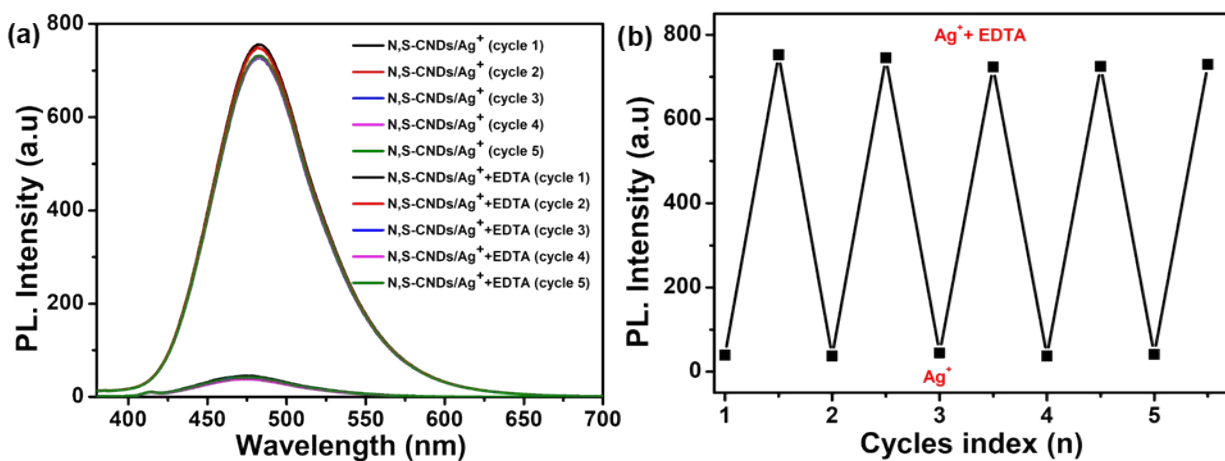 (a)
800
600
400
200
0
PL. Intensity (a.u)
N,S-CNDs/Ag⁺ (cycle 1)
N,S-CNDs/Ag⁺ (cycle 2)
N,S-CNDs/Ag⁺ (cycle 3)
N,S-CNDs/Ag⁺ (cycle 4)
N,S-CNDs/Ag⁺ (cycle 5)
N,S-CNDs/Ag⁺+EDTA (cycle 1)
N,S-CNDs/Ag⁺+EDTA (cycle 2)
N,S-CNDs/Ag⁺+EDTA (cycle 3)
N,S-CNDs/Ag⁺+EDTA (cycle 4)
N,S-CNDs/Ag⁺+EDTA (cycle 5)
400 450 500 550 600 650 700
Wavelength (nm)
(b)
800
600
400
200
0
PL. Intensity (a.u)
Ag⁺+ EDTA
Ag⁺
1 2 3 4 5
Cycles index (n)